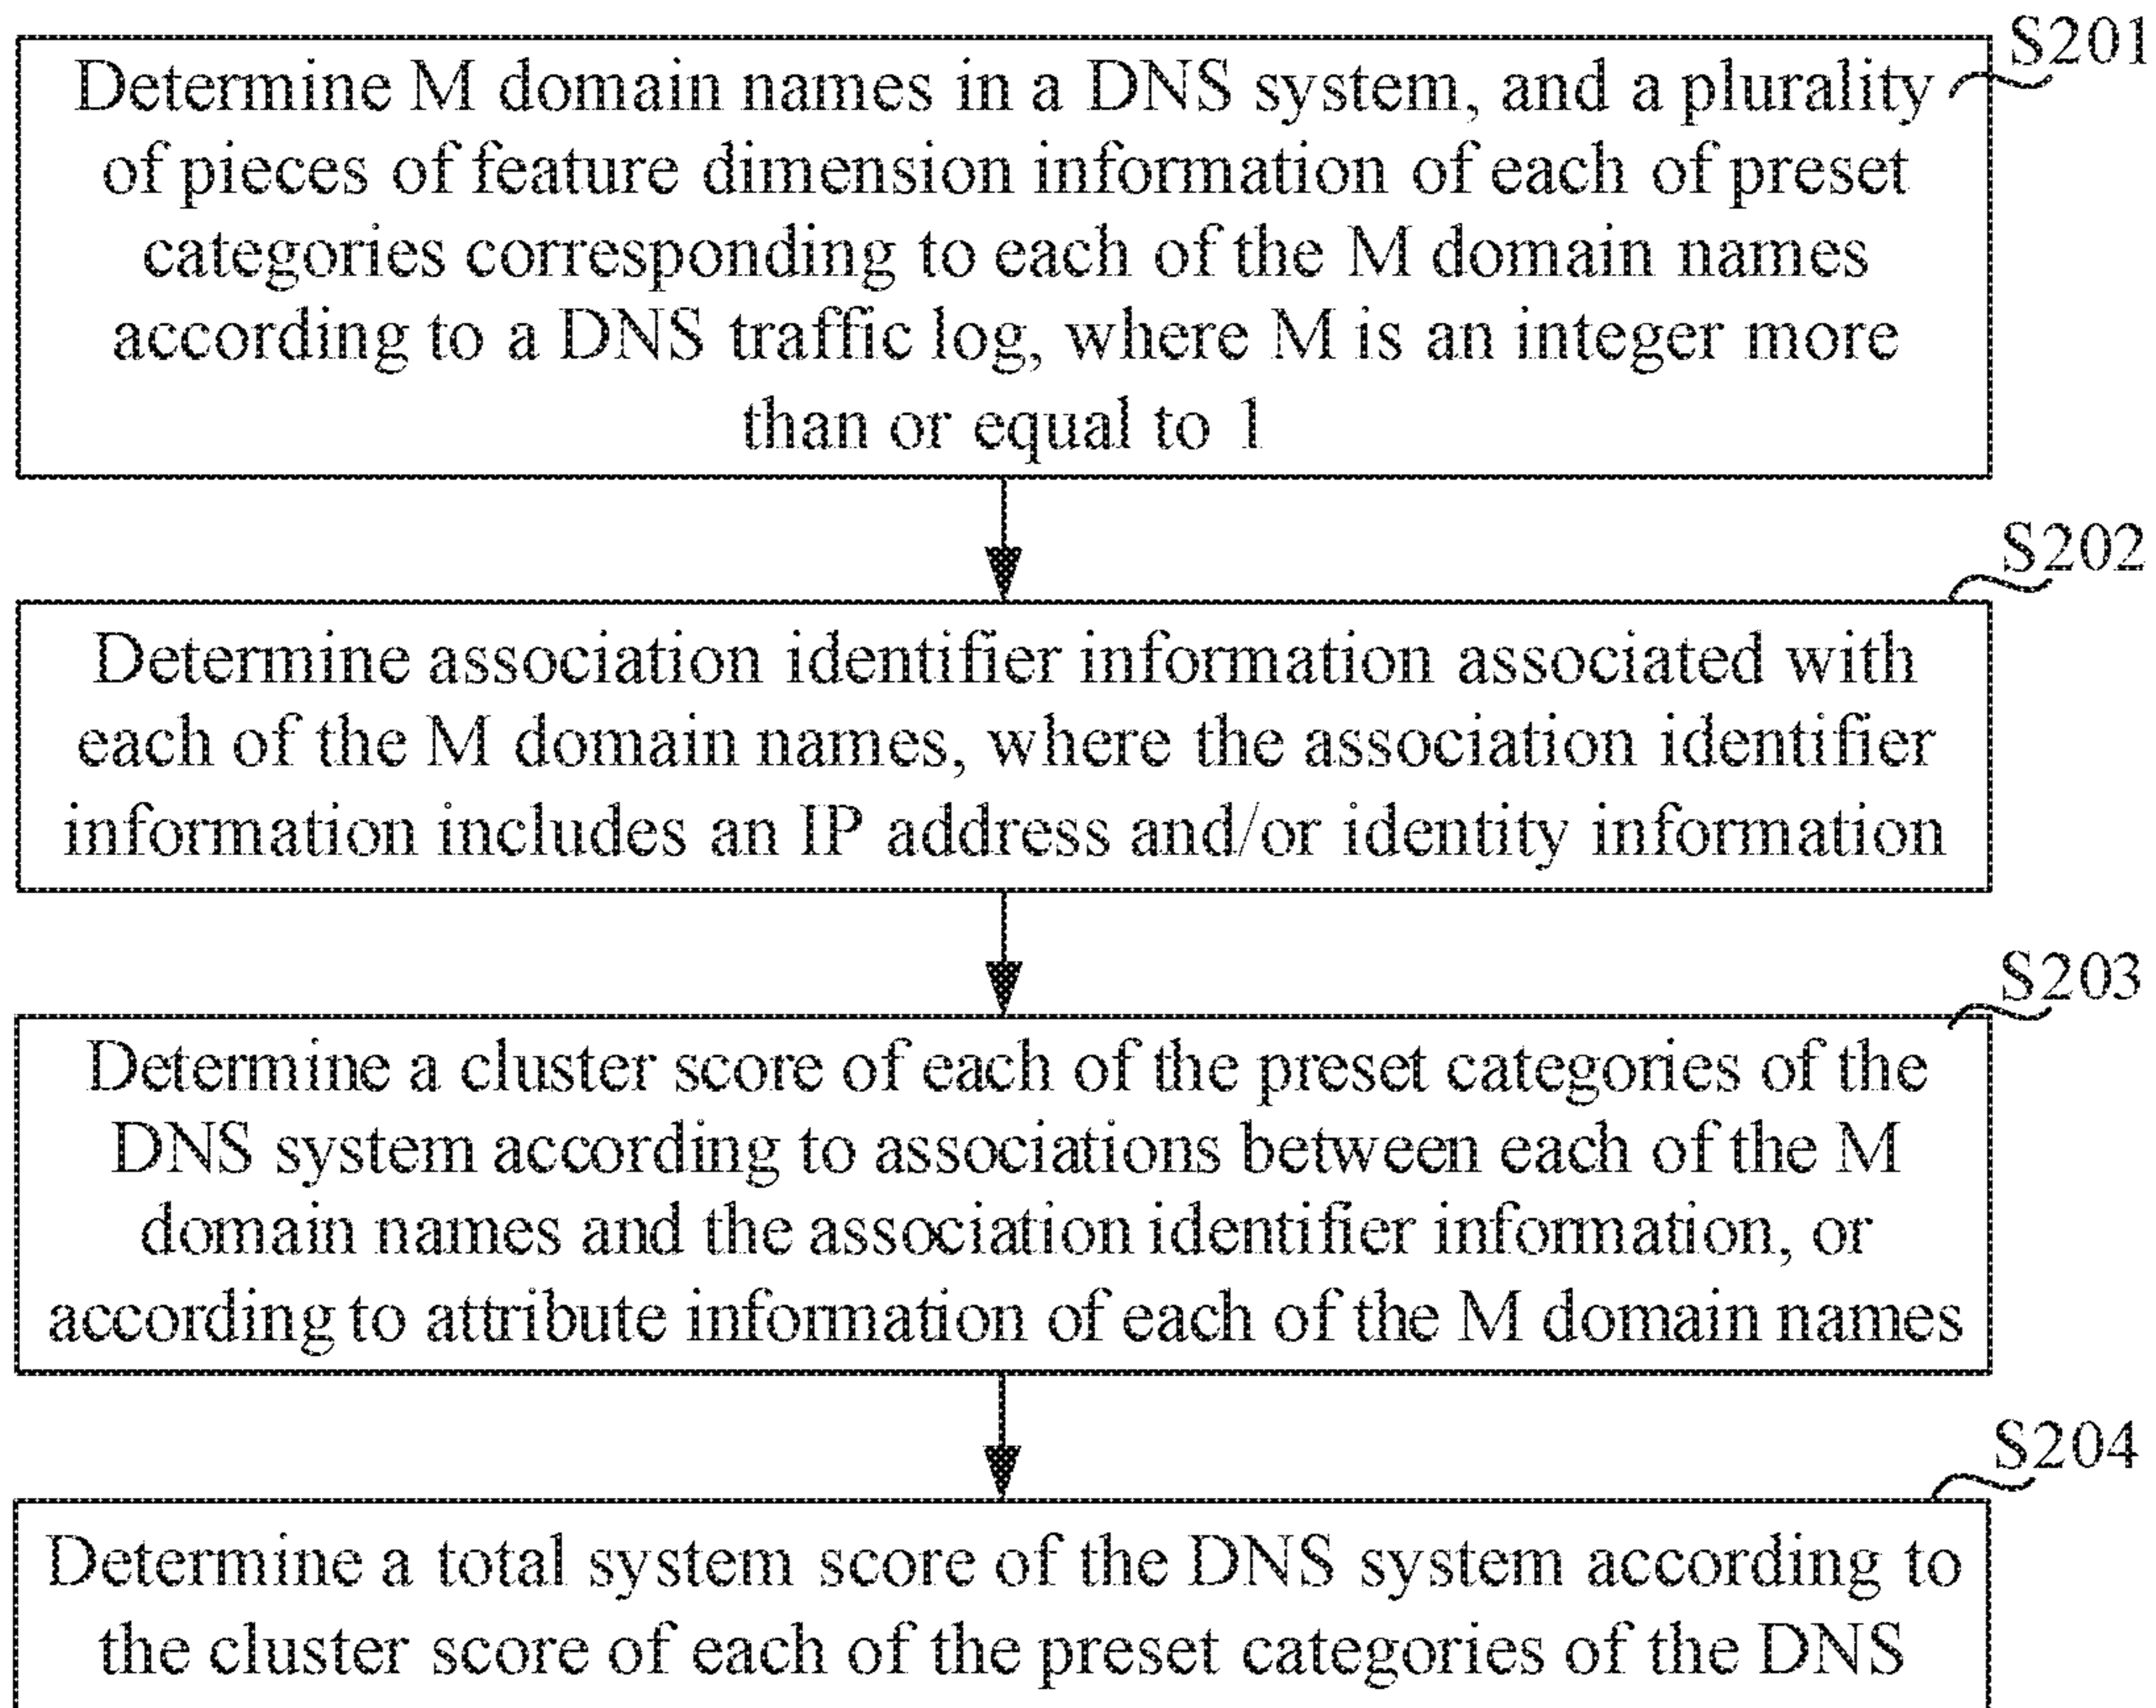 S201
Determine M domain names in a DNS system, and a plurality
of pieces of feature dimension information of each of preset
categories corresponding to each of the M domain names
according to a DNS traffic log, where M is an integer more
than or equal to 1
S202
Determine association identifier information associated with
each of the M domain names, where the association identifier
information includes an IP address and/or identity information
S203
Determine a cluster score of each of the preset categories of the
DNS system according to associations between each of the M
domain names and the association identifier information, or
according to attribute information of each of the M domain names
S204
Determine a total system score of the DNS system according to
the cluster score of each of the preset categories of the DNS